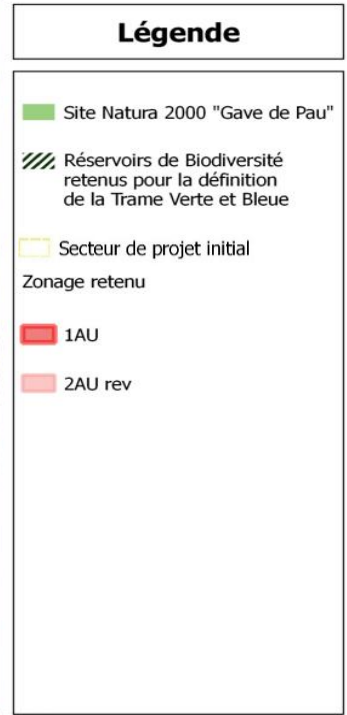 Légende
Site Natura 2000 "Gave de Pau"
Réservoirs de Biodiversité
retenus pour la définition
de la Trame Verte et Bleue
Secteur de projet initial
Zonage retenu
1AU
2AU rev